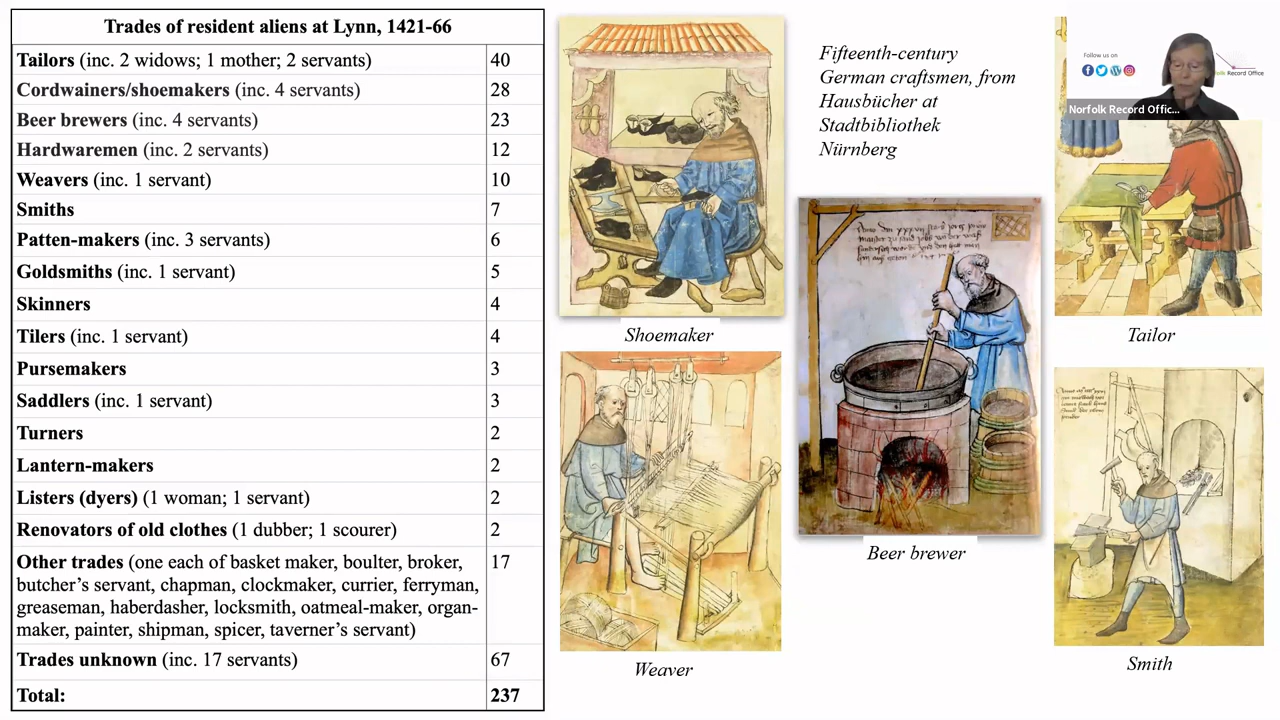 Trades of resident aliens at Lynn, 1421-66
Tailors (inc. 2 widows; 1 mother; 2 servants) 40
Cordwainers/shoemakers (inc. 4 servants) 28
Beer brewers (inc. 4 servants) 23
Hardwaremen (inc. 2 servants) 12
Weavers (inc. 1 servant) 10
Smiths 7
Patten-makers (inc. 3 servants) 6
Goldsmiths (inc. 1 servant) 5
Skinners 4
Tilers (inc. 1 servant) 4
Pursemakers 3
Saddlers (inc. 1 servant) 3
Turners 2
Lantern-makers 2
Listers (dyers) (1 woman; 1 servant) 2
Renovators of old clothes (1 dubber; 1 scourer) 2
Other trades (one each of basket maker, boulter, broker, 17
butcher’s servant, chapman, clockmaker, currier, ferryman,
greaseman, haberdasher, locksmith, oatmeal-maker, organ-
maker, painter, shipman, spicer, taverner’s servant)
Trades unknown (inc. 17 servants) 67
Total: 237
Shoemaker
Weaver
Fifteenth-century
German craftsmen, from
Hausbücher at
Stadtbibliothek
Nürnberg
Beer brewer
Follow us on
Record Office
Norfolk Record Offic...
Tailor
Smith